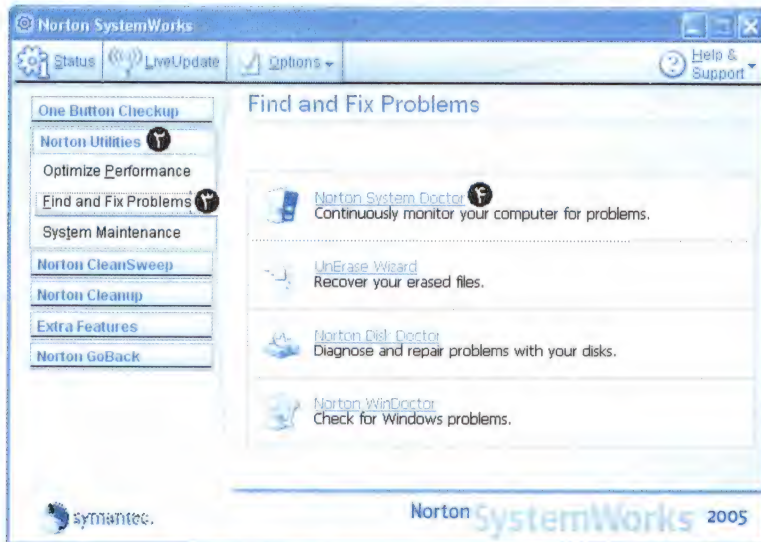 Norton SystemWorks
Status LiveUpdate Options Help & Support
One Button Checkup
Norton Utilities ۲
Optimize Performance
Find and Fix Problems ۳
System Maintenance
Norton CleanSweep
Norton Cleanup
Extra Features
Norton GoBack
Find and Fix Problems
Norton System Doctor ۴
Continuously monitor your computer for problems.
UnErase Wizard
Recover your erased files.
Norton Disk Doctor
Diagnose and repair problems with your disks.
Norton WinDoctor
Check for Windows problems.
symantec.
Norton SystemWorks 2005